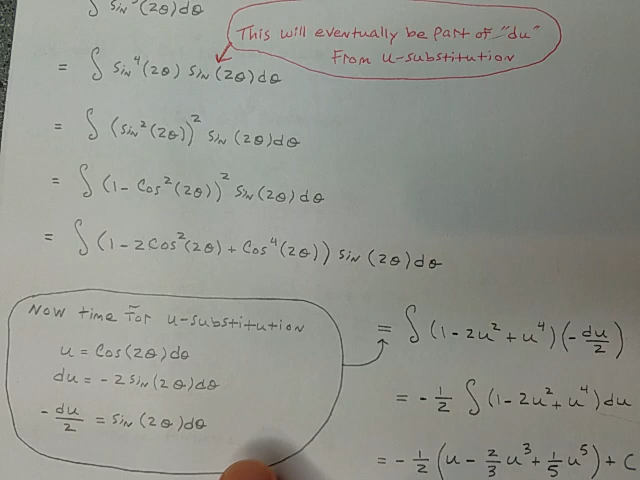 ∫ sin⁵(2θ)dθ
This will eventually be part of "du"
From u-substitution
= ∫ sin⁴(2θ) sin(2θ)dθ
= ∫ (sin²(2θ))² sin(2θ)dθ
= ∫ (1 - cos²(2θ))² sin(2θ)dθ
= ∫ (1 - 2cos²(2θ) + cos⁴(2θ)) sin(2θ)dθ
Now time For u-substitution
u = cos(2θ)dθ
du = -2 sin(2θ)dθ
-du/2 = sin(2θ)dθ
= ∫ (1 - 2u² + u⁴)(-du/2)
= -1/2 ∫ (1 - 2u² + u⁴)du
= -1/2 (u - 2/3 u³ + 1/5 u⁵) + C